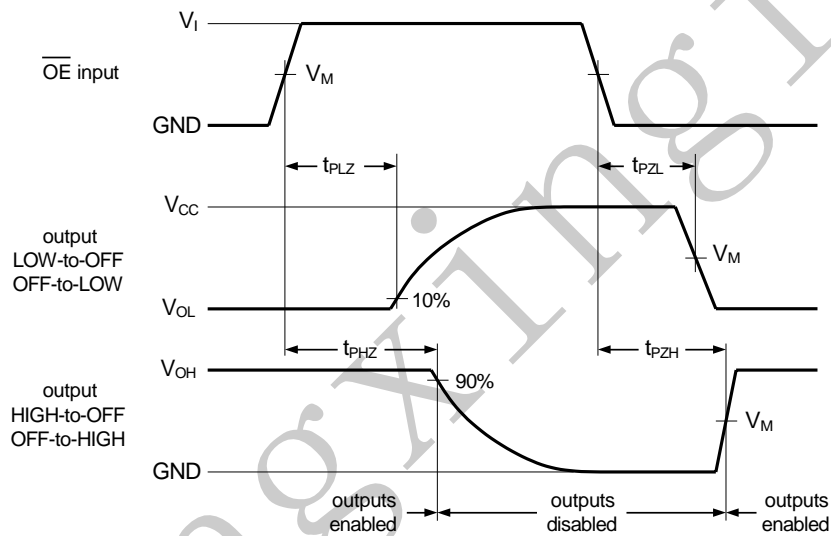 V_I
OE input
V_M
GND
t_PLZ
t_PZL
V_CC
output
LOW-to-OFF
OFF-to-LOW
V_M
10%
V_OL
t_PHZ
t_PZH
V_OH
90%
output
HIGH-to-OFF
OFF-to-HIGH
V_M
GND
outputs
enabled
outputs
disabled
outputs
enabled
ngxing